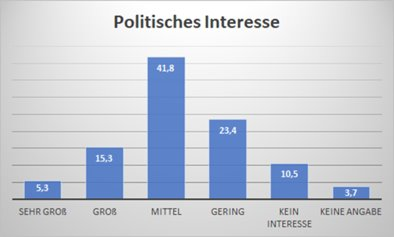 Politisches Interesse
5,3
15,3
41,8
23,4
10,5
3,7
SEHR GROß
GROß
MITTEL
GERING
KEIN
INTERESSE
KEINE ANGABE